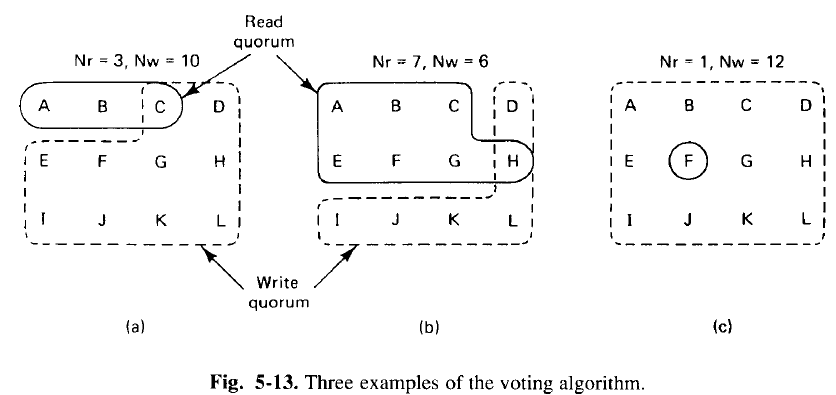 Read
quorum
Nr = 3, Nw = 10
Nr = 7, Nw = 6
Nr = 1, Nw = 12
A B C D
E F G H
I J K L
A B C D
E F G H
I J K L
A B C D
E F G H
I J K L
Write
quorum
(a)
(b)
(c)
Fig. 5-13. Three examples of the voting algorithm.